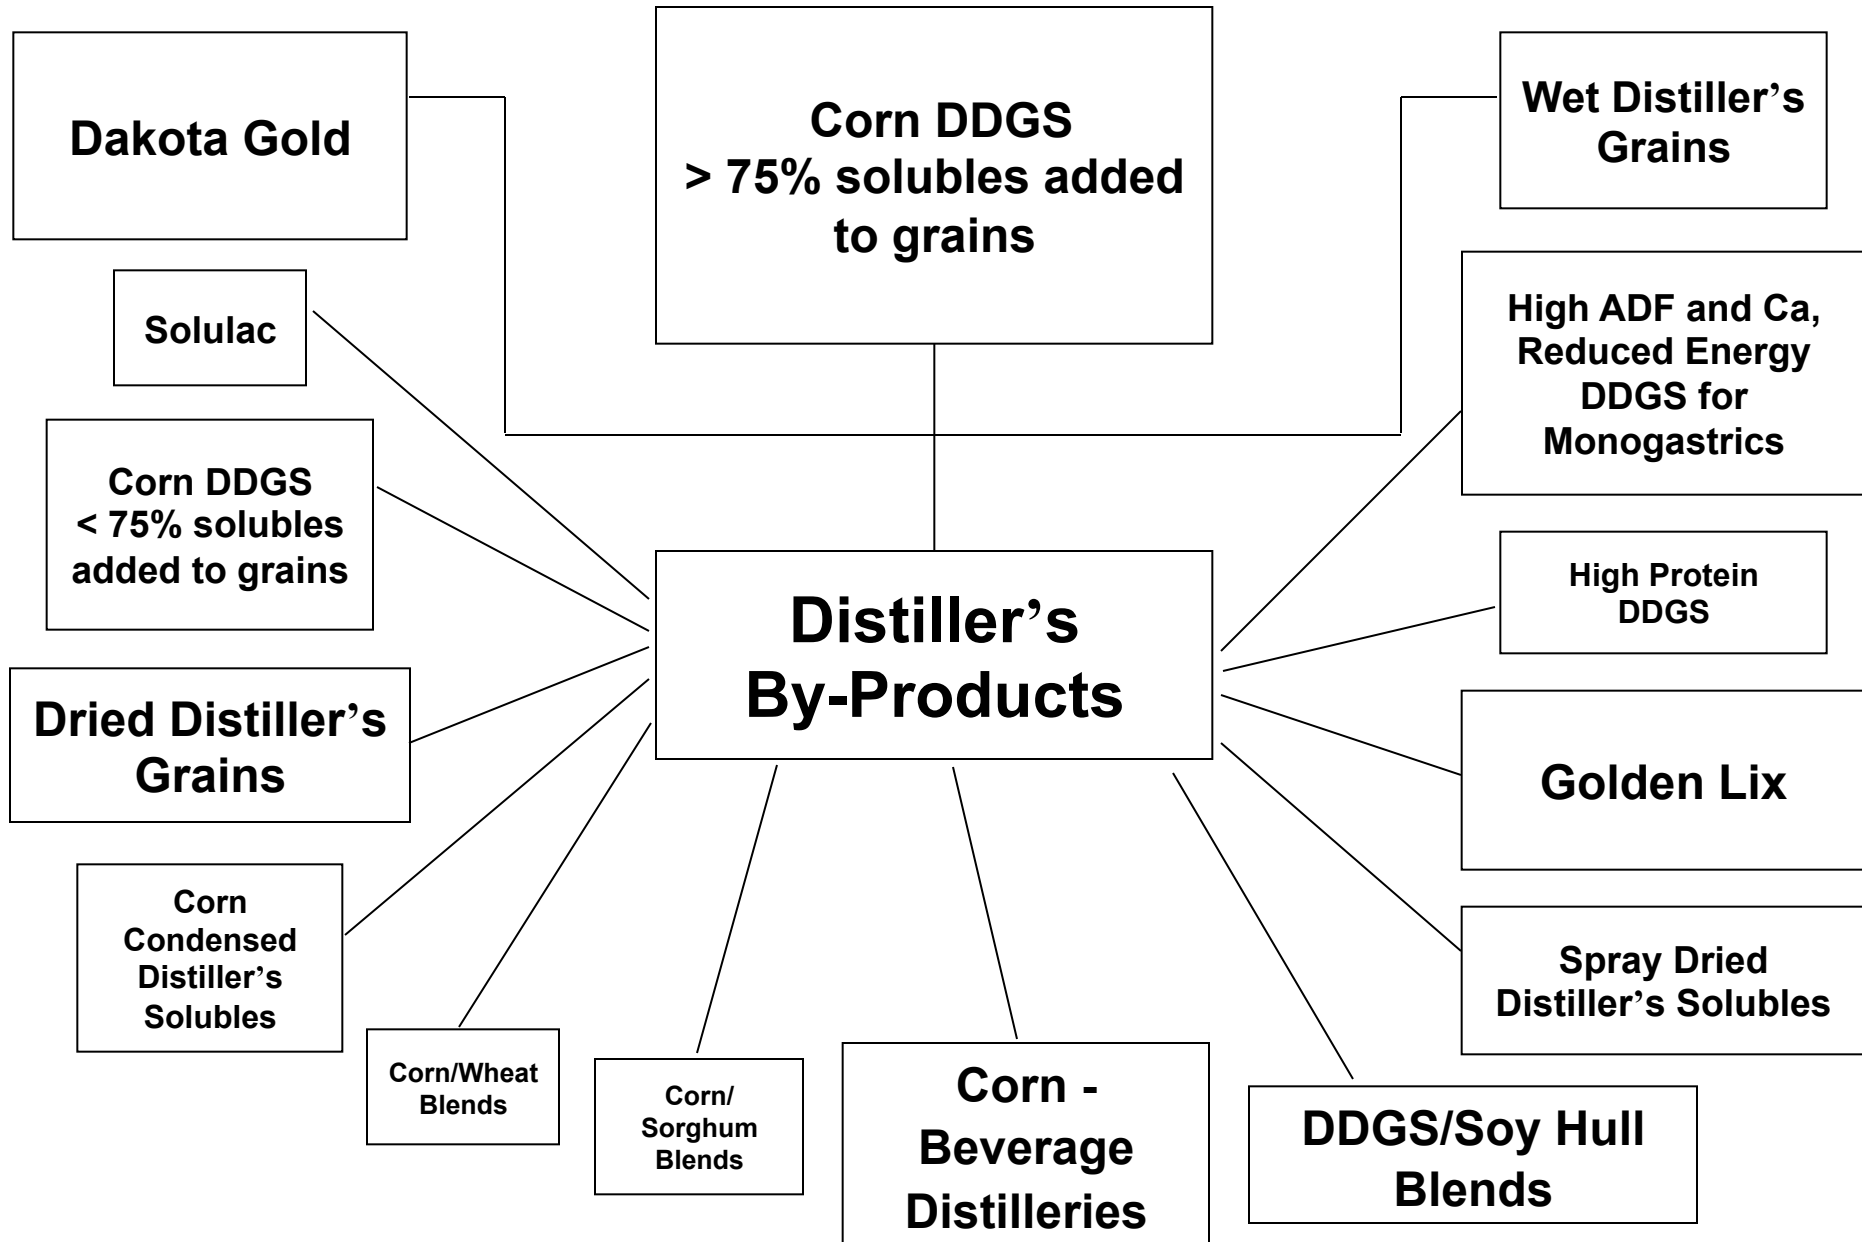 Dakota Gold
Corn DDGS
> 75% solubles added
to grains
Wet Distiller’s
Grains
Solulac
High ADF and Ca,
Reduced Energy
DDGS for
Monogastrics
Corn DDGS
< 75% solubles
added to grains
High Protein
DDGS
Distiller’s
By-Products
Dried Distiller’s
Grains
Golden Lix
Corn
Condensed
Distiller’s
Solubles
Spray Dried
Distiller’s Solubles
Corn/Wheat
Blends
Corn/
Sorghum
Blends
Corn -
Beverage
Distilleries
DDGS/Soy Hull
Blends